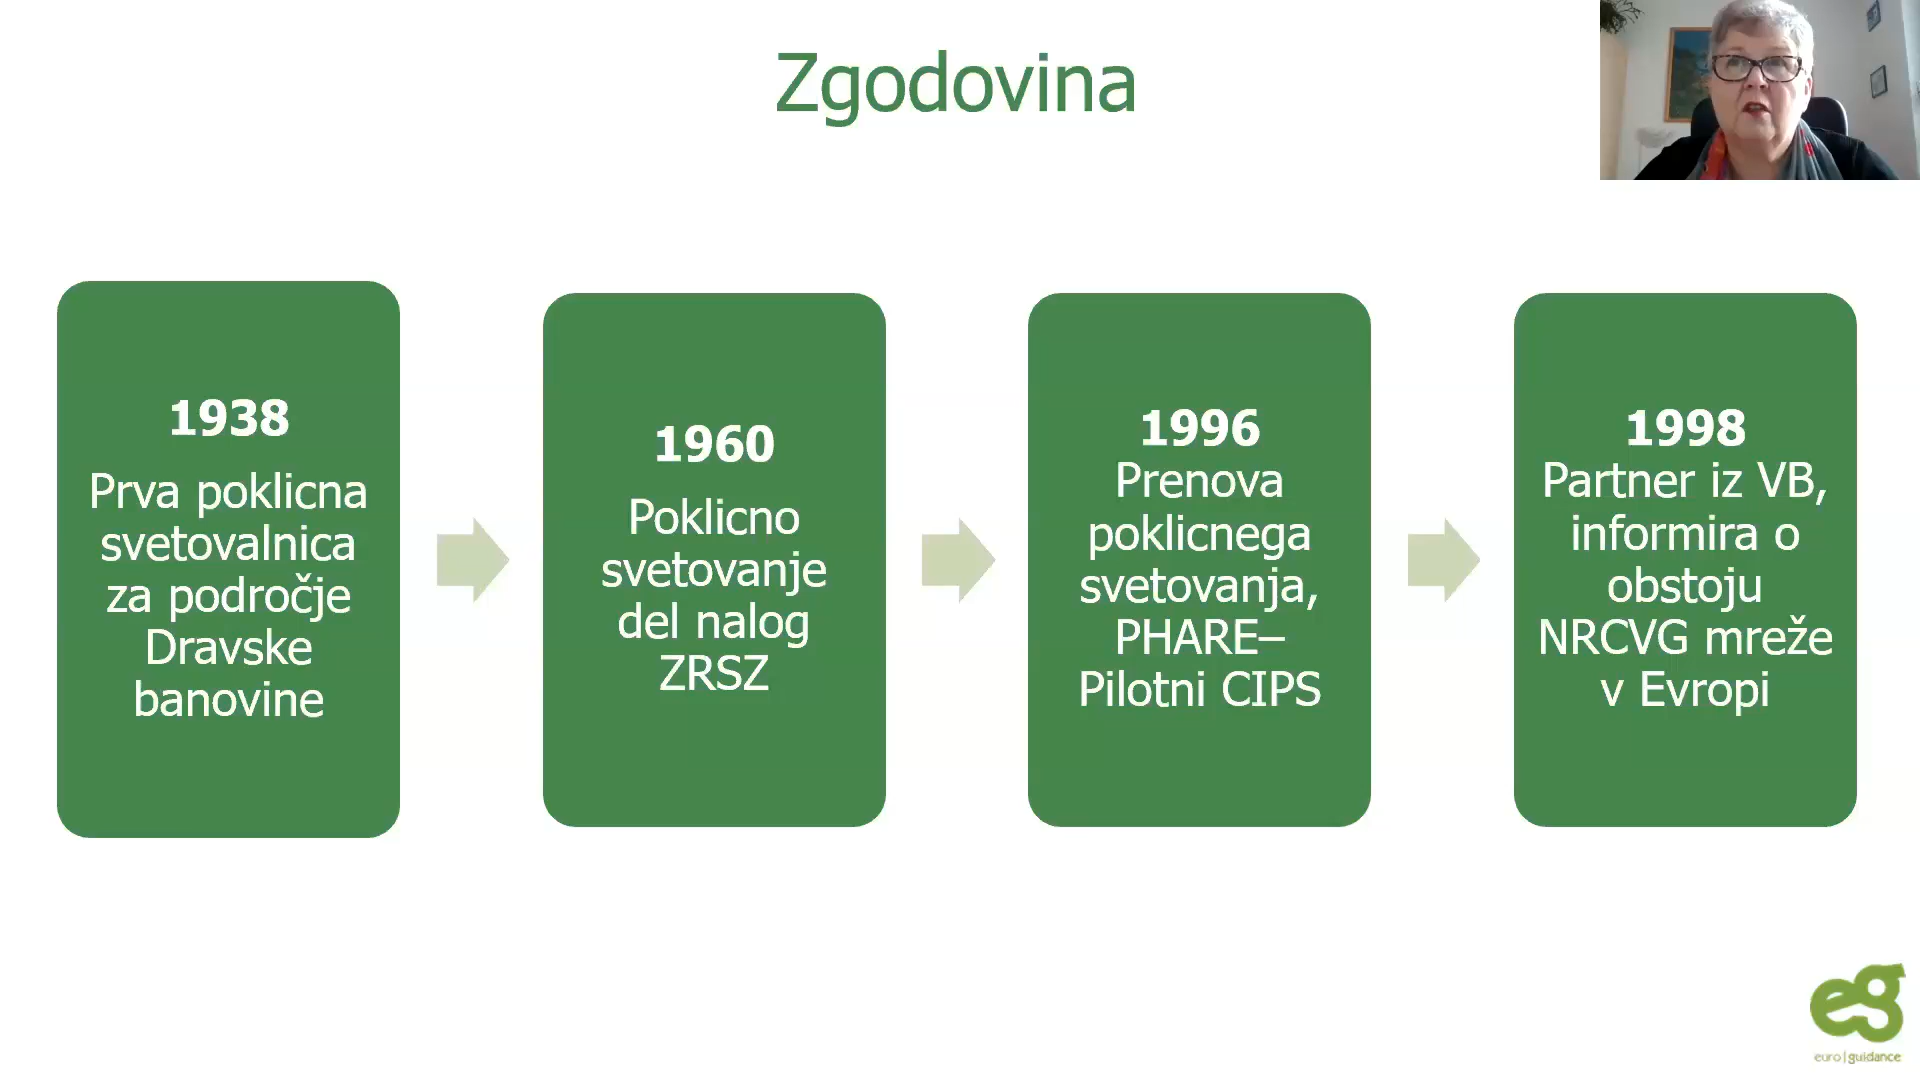 Zgodovina
1938
Prva poklicna
svetovalnica
za področje
Dravske
banovine
1960
Poklicno
svetovanje
del nalog
ZRSZ
1996
Prenova
poklicnega
svetovanja,
PHARE–
Pilotni CIPS
1998
Partner iz VB,
informira o
obstoju
NRCVG mreže
v Evropi
eg
euro|guidance